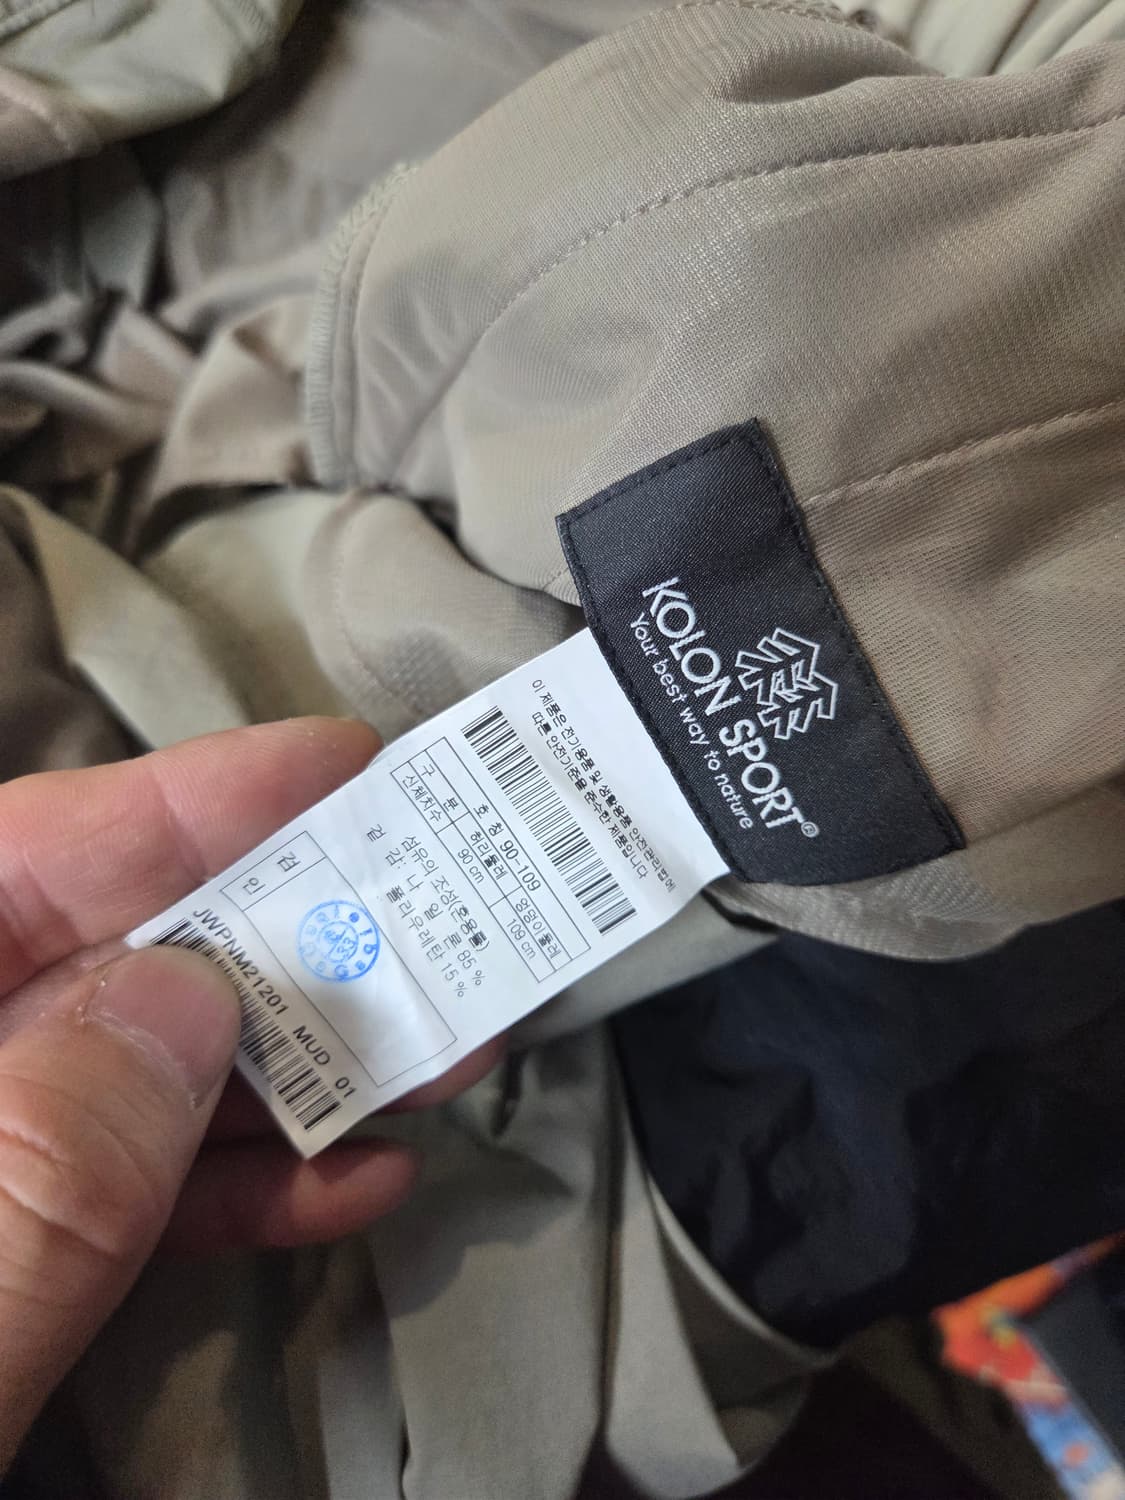 KOLON SPORT®
Your best way to nature
이 제품은 전기용품 및 생활용품 안전관리법에
따른 안전기준을 준수한 제품입니다
구 분 허리둘레 엉덩이둘레
신체치수 90 cm 109 cm
호 칭 90-109
섬유의 조성(혼용률)
겉 감: 나 일 론 85 %
폴리우레탄 15 %
검
인
JWPNM21201 MUD 01